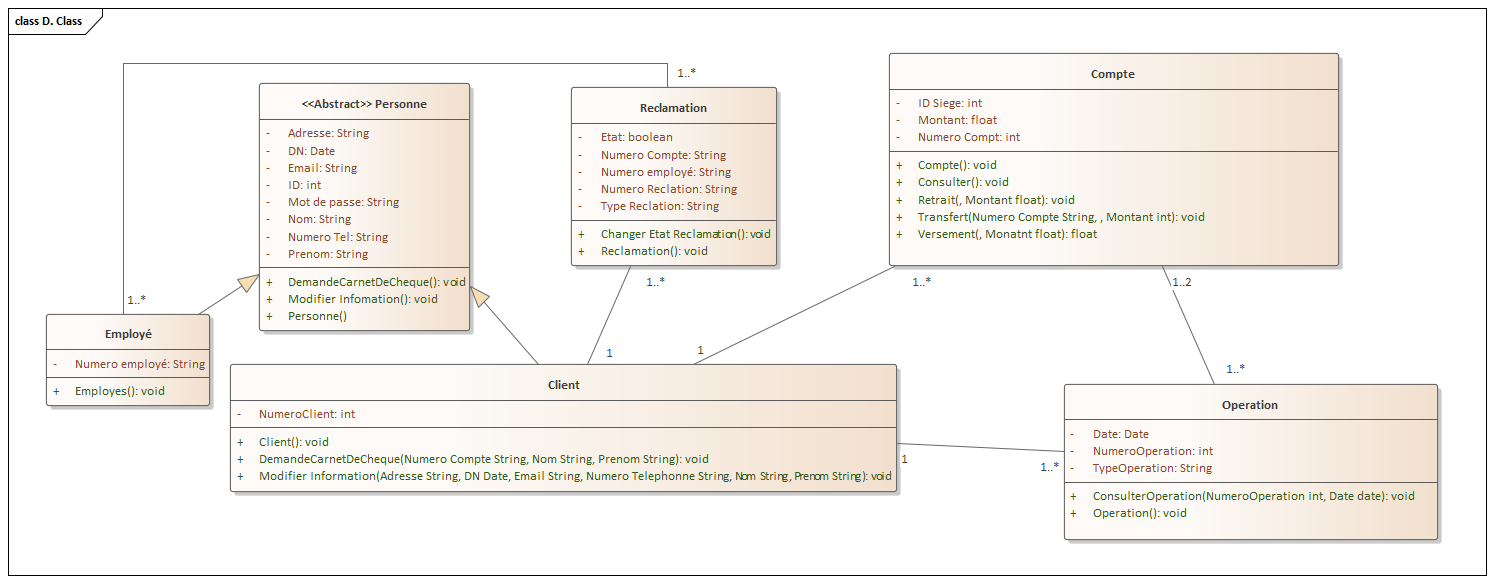 class D. Class
1..*
<<Abstract>> Personne
- Adresse: String
- DN: Date
- Email: String
- ID: int
- Mot de passe: String
- Nom: String
- Numero Tel: String
- Prenom: String
+ DemandeCarnetDeCheque(): void
+ Modifier Infomation(): void
+ Personne()
Reclamation
- Etat: boolean
- Numero Compte: String
- Numero employé: String
- Numero Reclation: String
- Type Reclation: String
+ Changer Etat Reclamation(): void
+ Reclamation(): void
Compte
- ID Siege: int
- Montant: float
- Numero Compt: int
+ Compte(): void
+ Consulter(): void
+ Retrait(, Montant float): void
+ Transfert(Numero Compte String, , Montant int): void
+ Versement(, Monatnt float): float
1..*
1..*
1..*
1..2
Employé
- Numero employé: String
+ Employes(): void
1
1
1..*
Client
- NumeroClient: int
+ Client(): void
+ DemandeCarnetDeCheque(Numero Compte String, Nom String, Prenom String): void
+ Modifier Information(Adresse String, DN Date, Email String, Numero Telephonne String, Nom String, Prenom String): void
1
1..*
Operation
- Date: Date
- NumeroOperation: int
- TypeOperation: String
+ ConsulterOperation(NumeroOperation int, Date date): void
+ Operation(): void